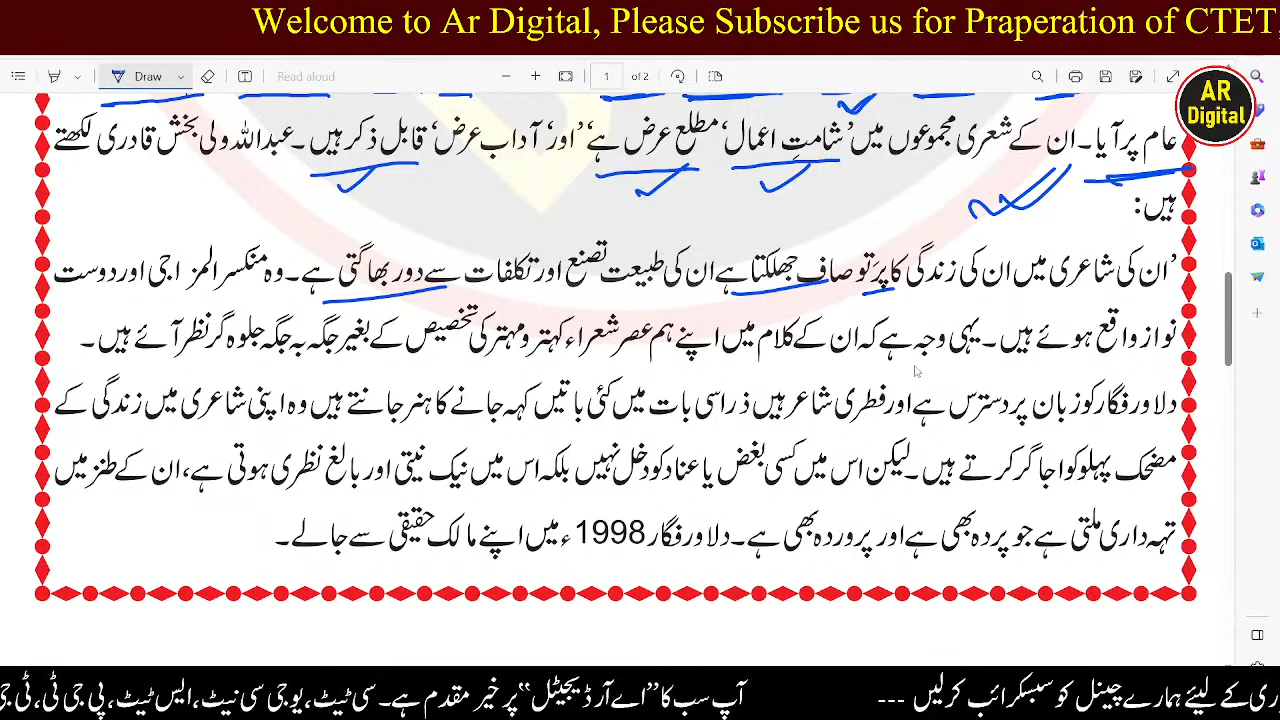 Welcome to Ar Digital, Please Subscribe us for Praperation of CTET,
Draw
Read aloud
1
of 2
AR
Digital
عام پر آیا۔ ان کے شعری مجموعوں میں ’شامتِ اعمال‘ مطلع عرض ہے‘ ’اور‘ آداب عرض‘ قابل ذکر ہیں۔ عبداللہ ولی بخش قادری لکھتے
ہیں:
’ان کی شاعری میں ان کی زندگی کا پرَتو صاف جھلکتا ہے ان کی طبیعت تصنع اور تکلفات سے دور بھاگتی ہے۔ وہ منکسر المز اجی اور دوست
نواز واقع ہوئے ہیں۔ یہی وجہ ہے کہ ان کے کلام میں اپنے ہم عصر شعراء کہتر و مہتر کی تخصیص کے بغیر جگہ بہ جگہ جلوہ گر نظر آئے ہیں۔
دلاور فگار کو زبان پر دسترس ہے اور فطری شاعر ہیں ذرا سی بات میں کئی باتیں کہہ جانے کا ہنر جانتے ہیں وہ اپنی شاعری میں زندگی کے
مضحک پہلو کو اجاگر کرتے ہیں۔ لیکن اس میں کسی بغض یا عناد کو دخل نہیں بلکہ اس میں نیک نیتی اور بالغ نظری ہوتی ہے، ان کے طنز میں
تہہ داری ملتی ہے جو پردہ بھی ہے اور پروردہ بھی ہے۔ دلاور فگار 1998ء میں اپنے مالک حقیقی سے جا لے۔
ری کے لیئے ہمارے چینل کو سبسکرائب کرلیں --- آپ سب کا ”اے آر ڈیجیٹل“ پر خیر مقدم ہے۔ سی ٹیٹ، یو جی سی نیٹ، ایس ٹیٹ، پی جی ٹی، ٹی جی